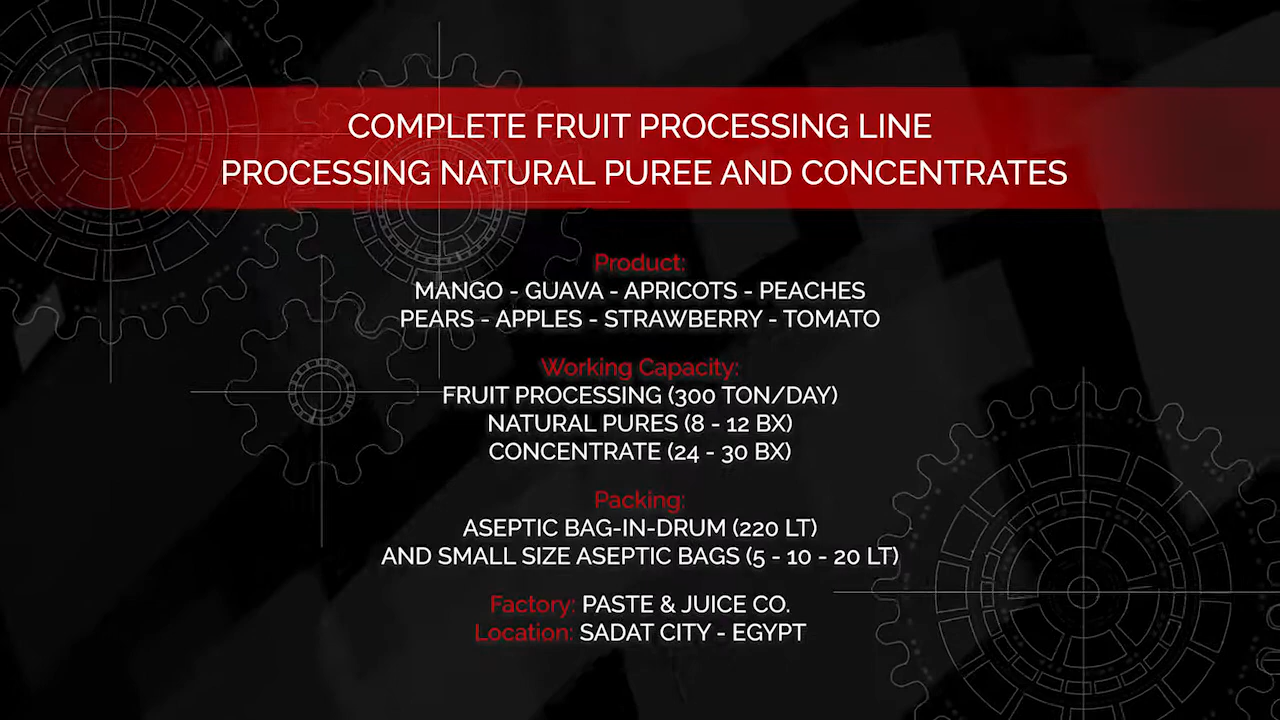 COMPLETE FRUIT PROCESSING LINE
PROCESSING NATURAL PUREE AND CONCENTRATES
Product:
MANGO - GUAVA - APRICOTS - PEACHES
PEARS - APPLES - STRAWBERRY - TOMATO
Working Capacity:
FRUIT PROCESSING (300 TON/DAY)
NATURAL PURES (8 - 12 BX)
CONCENTRATE (24 - 30 BX)
Packing:
ASEPTIC BAG-IN-DRUM (220 LT)
AND SMALL SIZE ASEPTIC BAGS (5 - 10 - 20 LT)
Factory: PASTE & JUICE CO.
Location: SADAT CITY - EGYPT